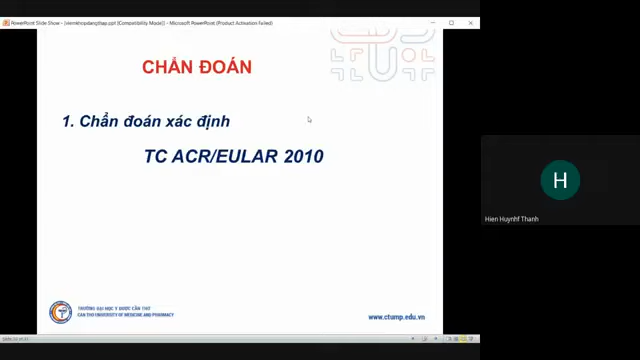 PowerPoint Slide Show - [viemkhopdangthap.ppt [Compatibility Mode]] - Microsoft PowerPoint (Product Activation Failed)
CHẨN ĐOÁN
1. Chẩn đoán xác định
TC ACR/EULAR 2010
H
Hien Huynhf Thanh
TRƯỜNG ĐẠI HỌC Y DƯỢC CẦN THƠ
CAN THO UNIVERSITY OF MEDICINE AND PHARMACY
www.ctump.edu.vn